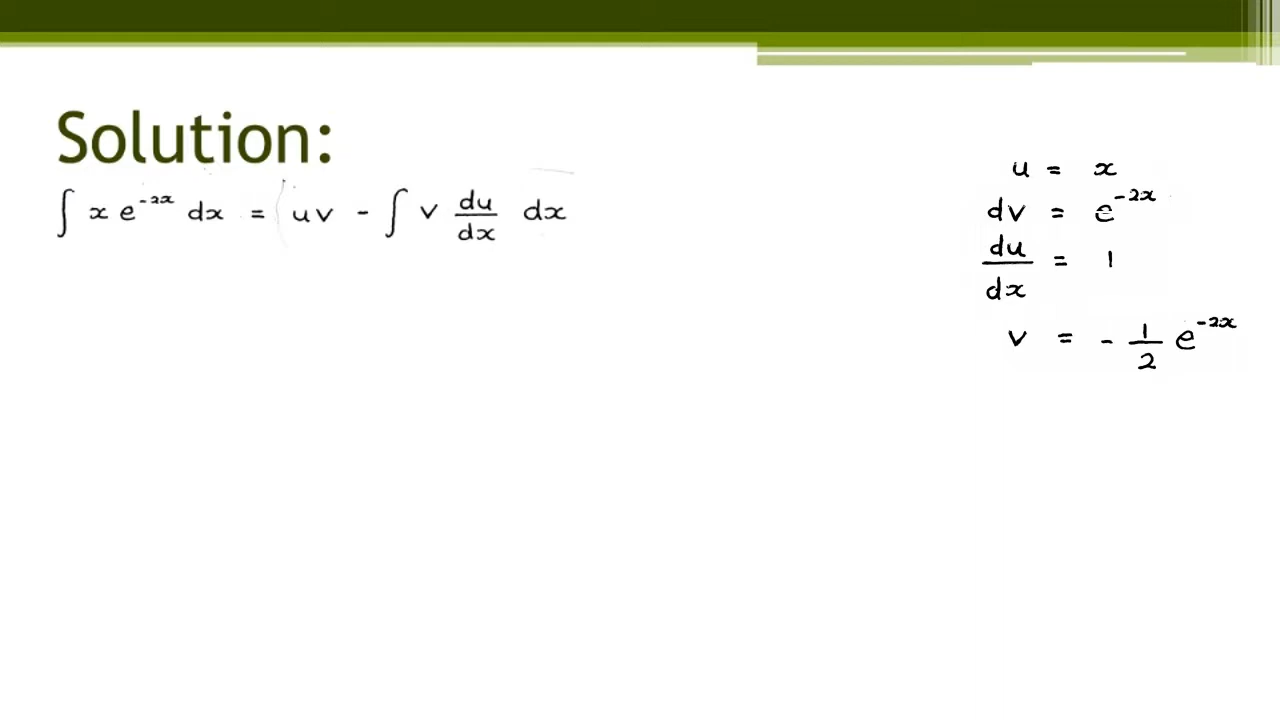 Solution:
∫ x e^{-2x} dx = uv - ∫ v du/dx dx
u = x
dv = e^{-2x}
du/dx = 1
v = - 1/2 e^{-2x}